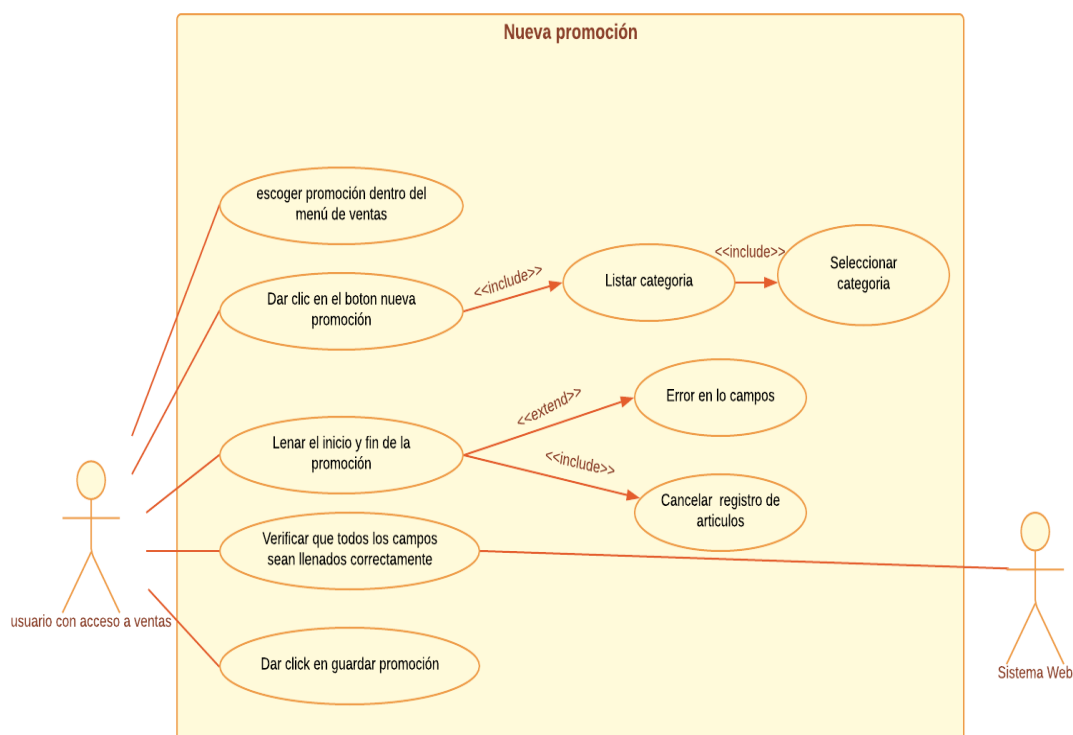 Nueva promoción
escoger promoción dentro del
menú de ventas
Dar clic en el boton nueva
promoción
<<include>>
Listar categoria
<<include>>
Seleccionar
categoria
Lenar el inicio y fin de la
promoción
<<extend>>
Error en lo campos
<<include>>
Cancelar registro de
articulos
Verificar que todos los campos
sean llenados correctamente
Dar click en guardar promoción
usuario con acceso a ventas
Sistema Web